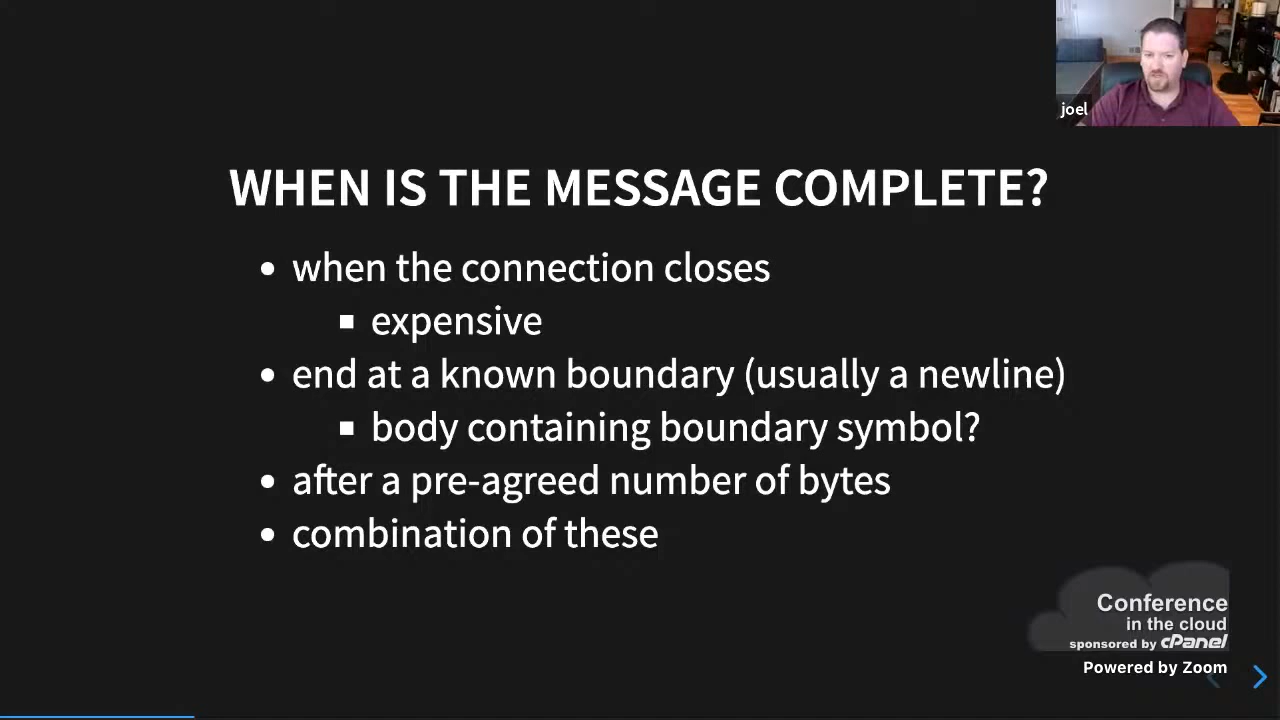 joel
WHEN IS THE MESSAGE COMPLETE?
when the connection closes
expensive
end at a known boundary (usually a newline)
body containing boundary symbol?
after a pre-agreed number of bytes
combination of these
Conference
in the cloud
sponsored by cPanel
Powered by Zoom